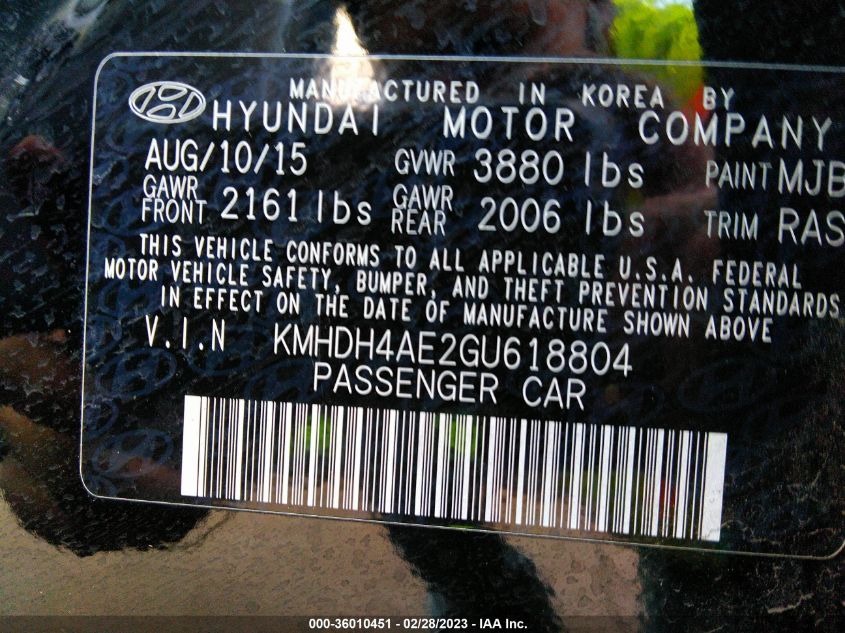 MANUFACTURED IN KOREA BY
HYUNDAI MOTOR COMPANY
AUG/10/15 GVWR 3880 lbs PAINT MJB
GAWR FRONT 2161 lbs GAWR REAR 2006 lbs TRIM RAS
THIS VEHICLE CONFORMS TO ALL APPLICABLE U.S.A. FEDERAL
MOTOR VEHICLE SAFETY, BUMPER, AND THEFT PREVENTION STANDARDS
IN EFFECT ON THE DATE OF MANUFACTURE SHOWN ABOVE
V.I.N KMHDH4AE2GU618804
PASSENGER CAR
000-36010451 - 02/28/2023 - IAA Inc.